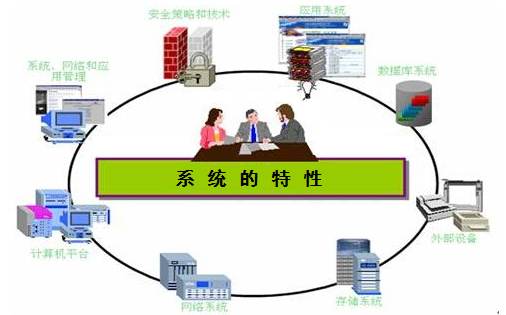 安全策略和技术
应用系统
系统、网络和应
用管理
数据库系统
系统的特性
计算机平台
外部设备
网络系统
存储系统